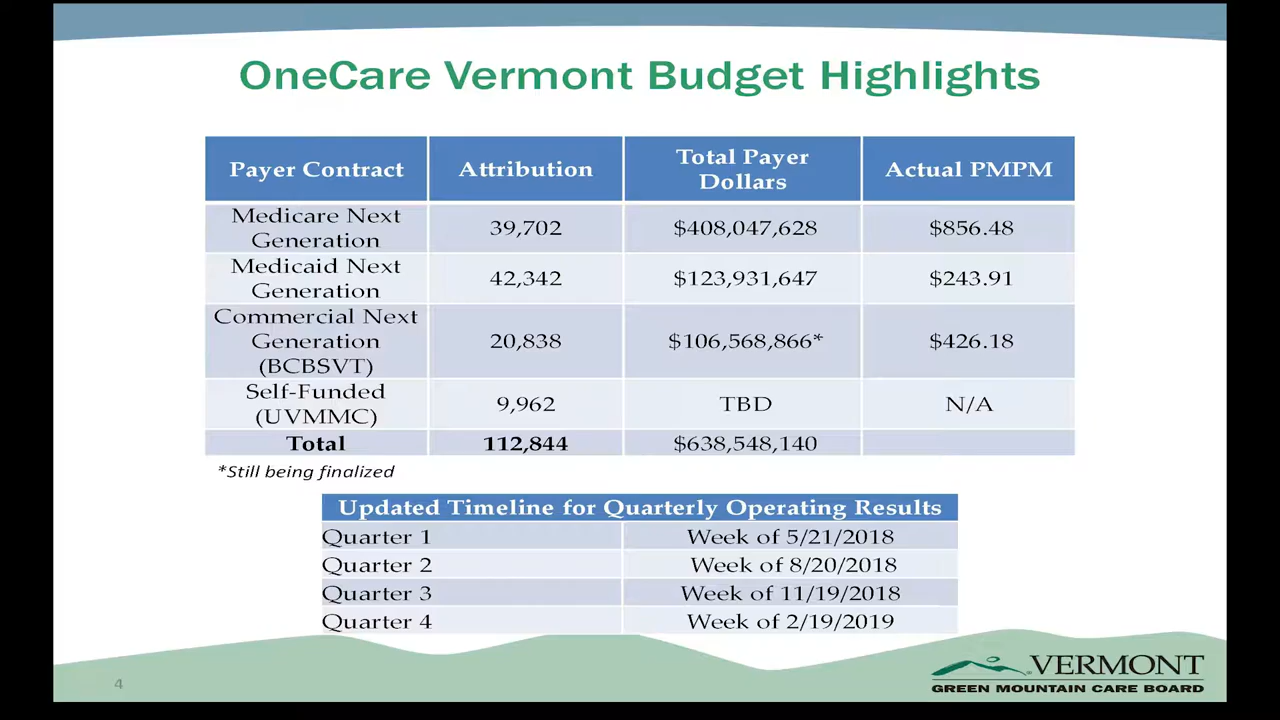 OneCare Vermont Budget Highlights
Payer Contract Attribution Total Payer Dollars Actual PMPM
Medicare Next Generation 39,702 $408,047,628 $856.48
Medicaid Next Generation 42,342 $123,931,647 $243.91
Commercial Next Generation (BCBSVT) 20,838 $106,568,866* $426.18
Self-Funded (UVMMC) 9,962 TBD N/A
Total 112,844 $638,548,140
*Still being finalized
Updated Timeline for Quarterly Operating Results
Quarter 1 Week of 5/21/2018
Quarter 2 Week of 8/20/2018
Quarter 3 Week of 11/19/2018
Quarter 4 Week of 2/19/2019
4
VERMONT
GREEN MOUNTAIN CARE BOARD